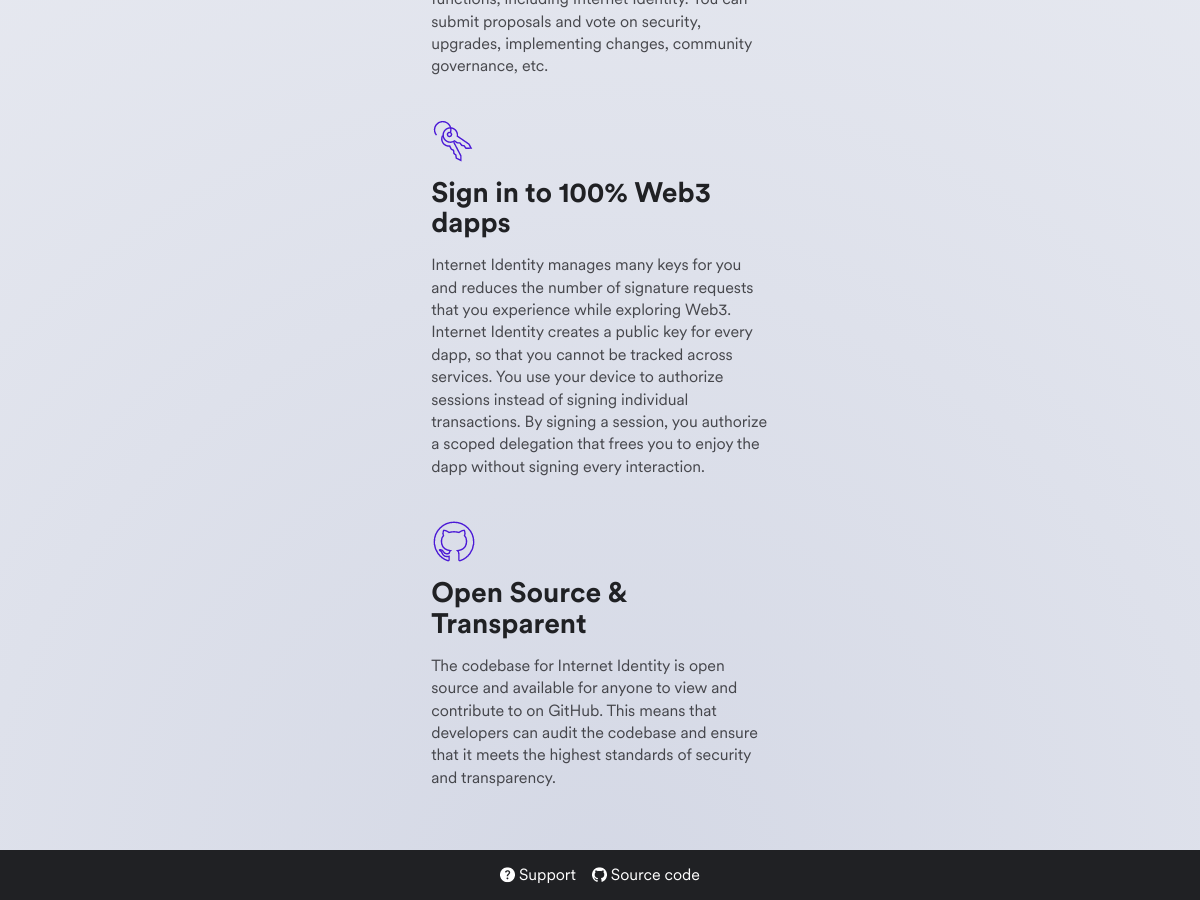 functions, including Internet Identity. You can
submit proposals and vote on security,
upgrades, implementing changes, community
governance, etc.
Sign in to 100% Web3
dapps
Internet Identity manages many keys for you
and reduces the number of signature requests
that you experience while exploring Web3.
Internet Identity creates a public key for every
dapp, so that you cannot be tracked across
services. You use your device to authorize
sessions instead of signing individual
transactions. By signing a session, you authorize
a scoped delegation that frees you to enjoy the
dapp without signing every interaction.
Open Source &
Transparent
The codebase for Internet Identity is open
source and available for anyone to view and
contribute to on GitHub. This means that
developers can audit the codebase and ensure
that it meets the highest standards of security
and transparency.
Support Source code